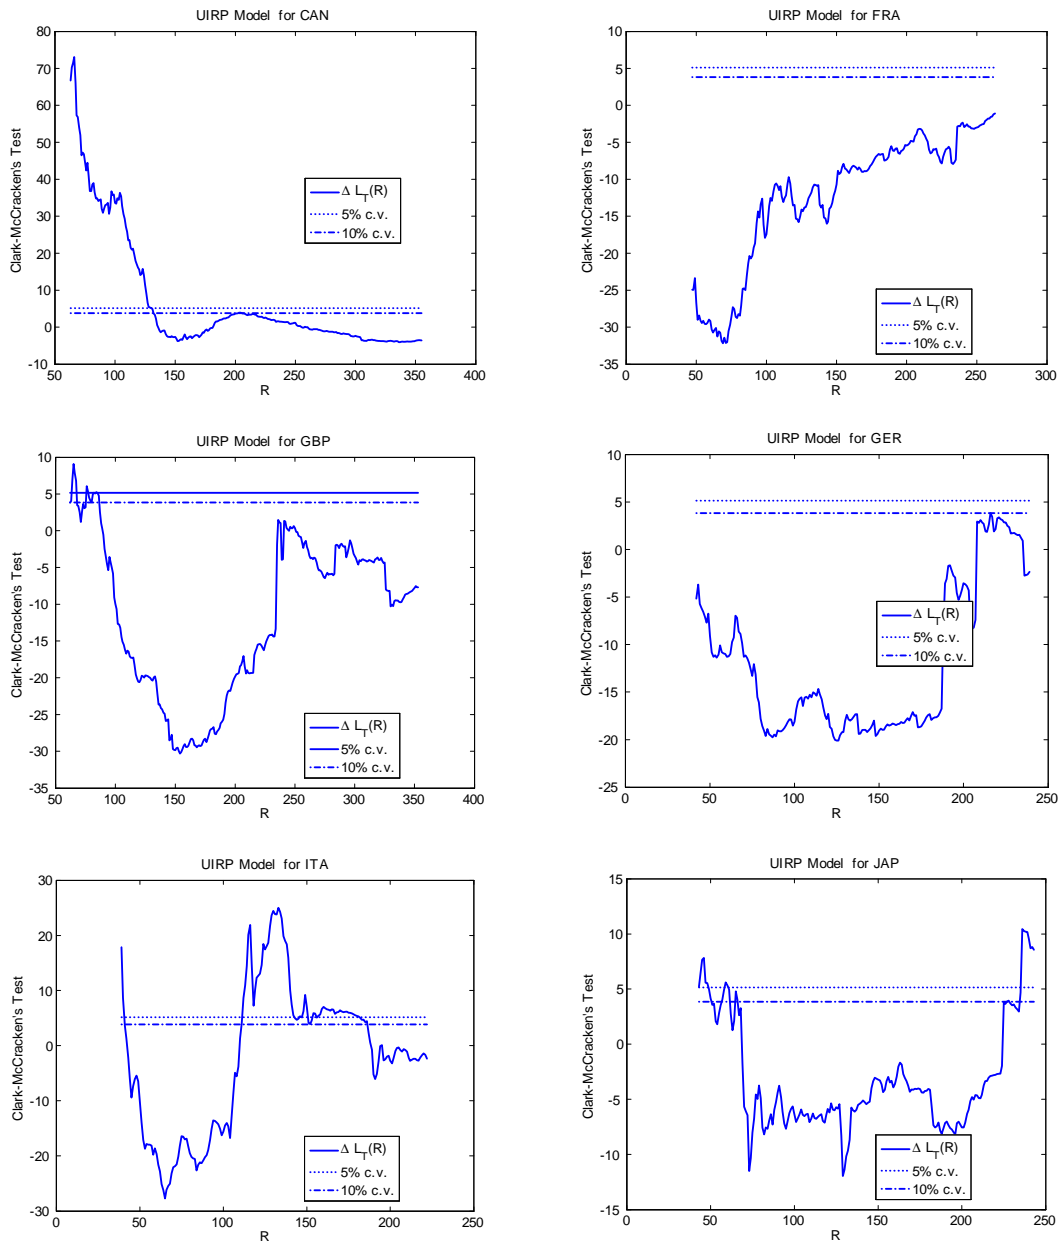 UIRP Model for CAN
Clark-McCracken's Test
80
70
60
50
40
30
20
10
0
-10
50 100 150 200 250 300 350 400
R
Δ L_T(R)
5% c.v.
10% c.v.
UIRP Model for FRA
Clark-McCracken's Test
10
5
0
-5
-10
-15
-20
-25
-30
-35
0 50 100 150 200 250 300
R
Δ L_T(R)
5% c.v.
10% c.v.
UIRP Model for GBP
Clark-McCracken's Test
10
5
0
-5
-10
-15
-20
-25
-30
-35
50 100 150 200 250 300 350 400
R
Δ L_T(R)
5% c.v.
10% c.v.
UIRP Model for GER
Clark-McCracken's Test
10
5
0
-5
-10
-15
-20
-25
0 50 100 150 200 250
R
Δ L_T(R)
5% c.v.
10% c.v.
UIRP Model for ITA
Clark-McCracken's Test
30
20
10
0
-10
-20
-30
0 50 100 150 200 250
R
Δ L_T(R)
5% c.v.
10% c.v.
UIRP Model for JAP
Clark-McCracken's Test
15
10
5
0
-5
-10
-15
0 50 100 150 200 250
R
Δ L_T(R)
5% c.v.
10% c.v.